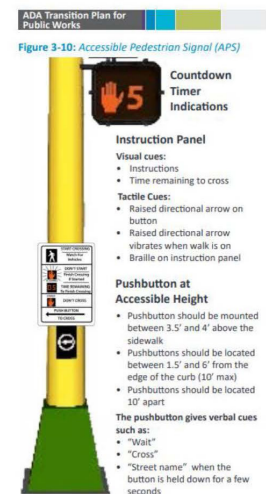 ADA Transition Plan for
Public Works
Figure 3-10: Accessible Pedestrian Signal (APS)
5
Countdown
Timer
Indications
Instruction Panel
Visual cues:
• Instructions
• Time remaining to cross
Tactile Cues:
• Raised directional arrow on
button
• Raised directional arrow
vibrates when walk is on
• Braille on instruction panel
START CROSSING
Watch For
Vehicles
DON'T START
Finish Crossing
If Started
TIME REMAINING
To Finish Crossing
DON'T CROSS
PUSH BUTTON
TO CROSS
Pushbutton at
Accessible Height
• Pushbutton should be mounted
between 3.5' and 4' above the
sidewalk
• Pushbuttons should be located
between 1.5' and 6' from the
edge of the curb (10' max)
• Pushbuttons should be located
10' apart
The pushbutton gives verbal cues
such as:
• "Wait"
• "Cross"
• "Street name" when the
button is held down for a few
seconds